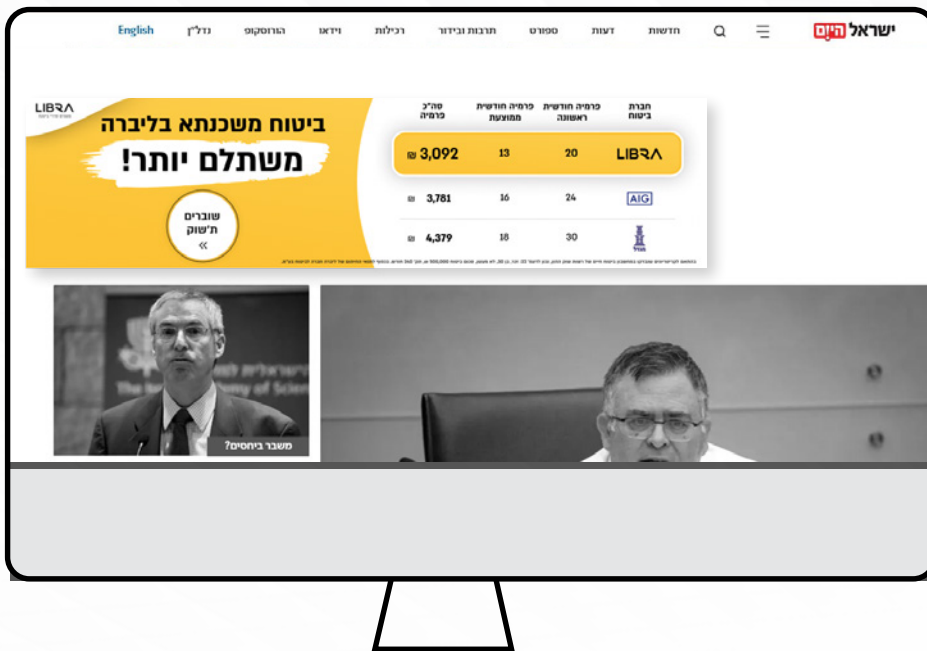 ישראל היום
חדשות דעות ספורט תרבות ובידור רכילות וידאו הורוסקופ נדל"ן English
חברת ביטוח
פרמיה חודשית ראשונה
פרמיה חודשית ממוצעת
סה"כ פרמיה
LIBRA 20 13 3,092 ₪
AIG 24 16 3,781 ₪
מגדל 30 18 4,379 ₪
LIBRA
ביטוח משכנתא בליברה
משתלם יותר!
שוברים
ת'שוק
»
משבר ביחסים?